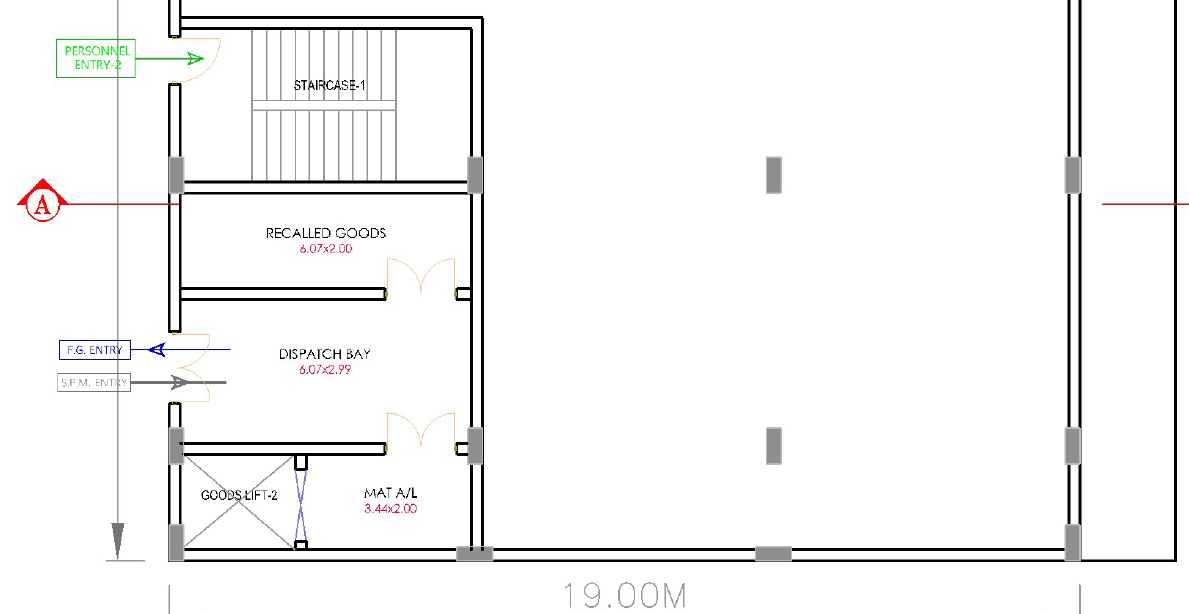 PERSONNEL
ENTRY-2
STAIRCASE-1
A
RECALLED GOODS
6.07x2.00
F.G. ENTRY
DISPATCH BAY
6.07x2.99
S.P.M. ENTRY
GOODS LIFT-2
MAT A/L
3.44x2.00
19.00M